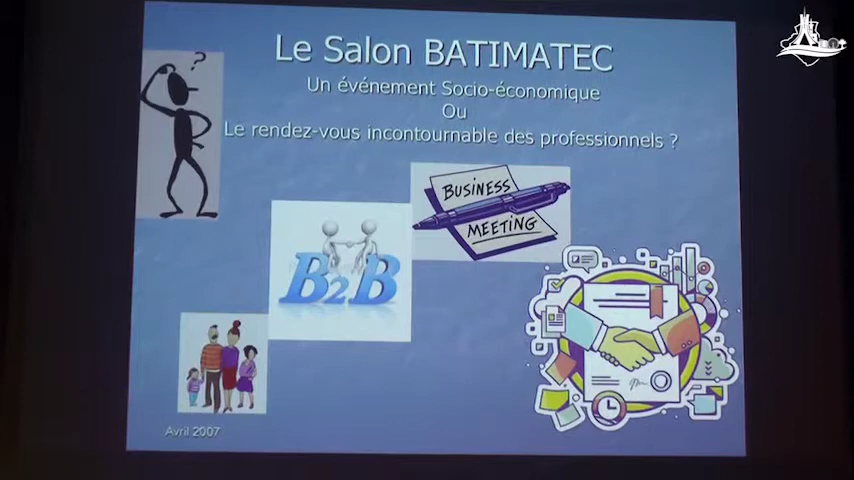 Le Salon BATIMATEC
Un événement Socio-économique
Ou
Le rendez-vous incontournable des professionnels ?
?
BUSINESS
MEETING
B2B
Avril 2007